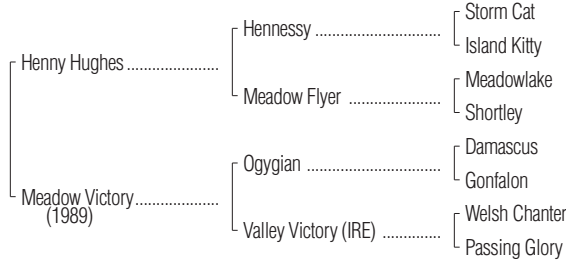 Storm Cat
Hennessy ........................................
Island Kitty
Henny Hughes .............................
Meadowlake
Meadow Flyer ..............................
Shortley
Damascus
Ogygian ..........................................
Gonfalon
Meadow Victory ..........................
(1989)
Welsh Chanter
Valley Victory (IRE) ..................
Passing Glory